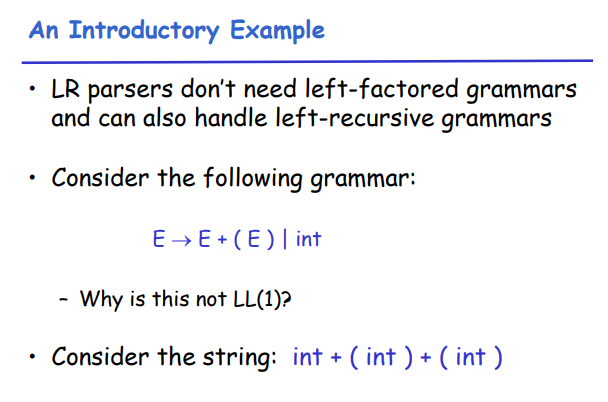 An Introductory Example
• LR parsers don't need left-factored grammars
and can also handle left-recursive grammars
• Consider the following grammar:
E → E + ( E ) | int
– Why is this not LL(1)?
• Consider the string: int + ( int ) + ( int )